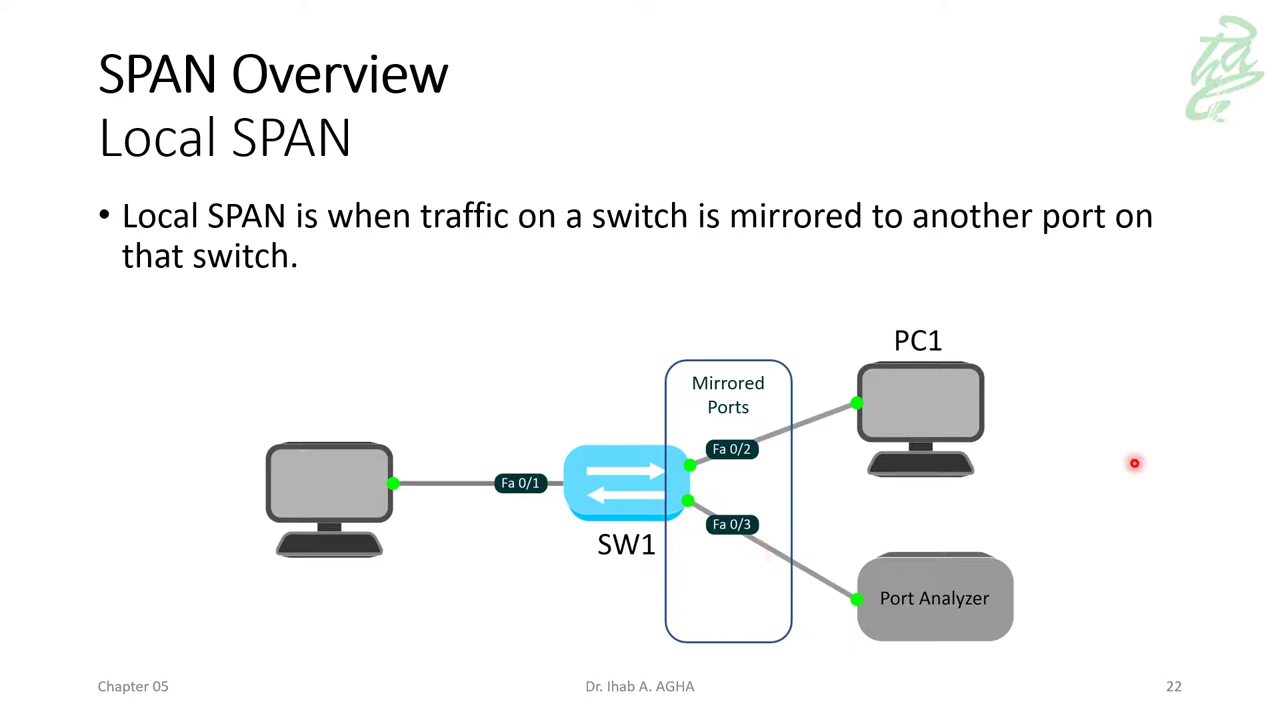 SPAN Overview
Local SPAN
• Local SPAN is when traffic on a switch is mirrored to another port on
that switch.
PC1
Mirrored
Ports
Fa 0/2
Fa 0/1
Fa 0/3
SW1
Port Analyzer
Chapter 05
Dr. Ihab A. AGHA
22